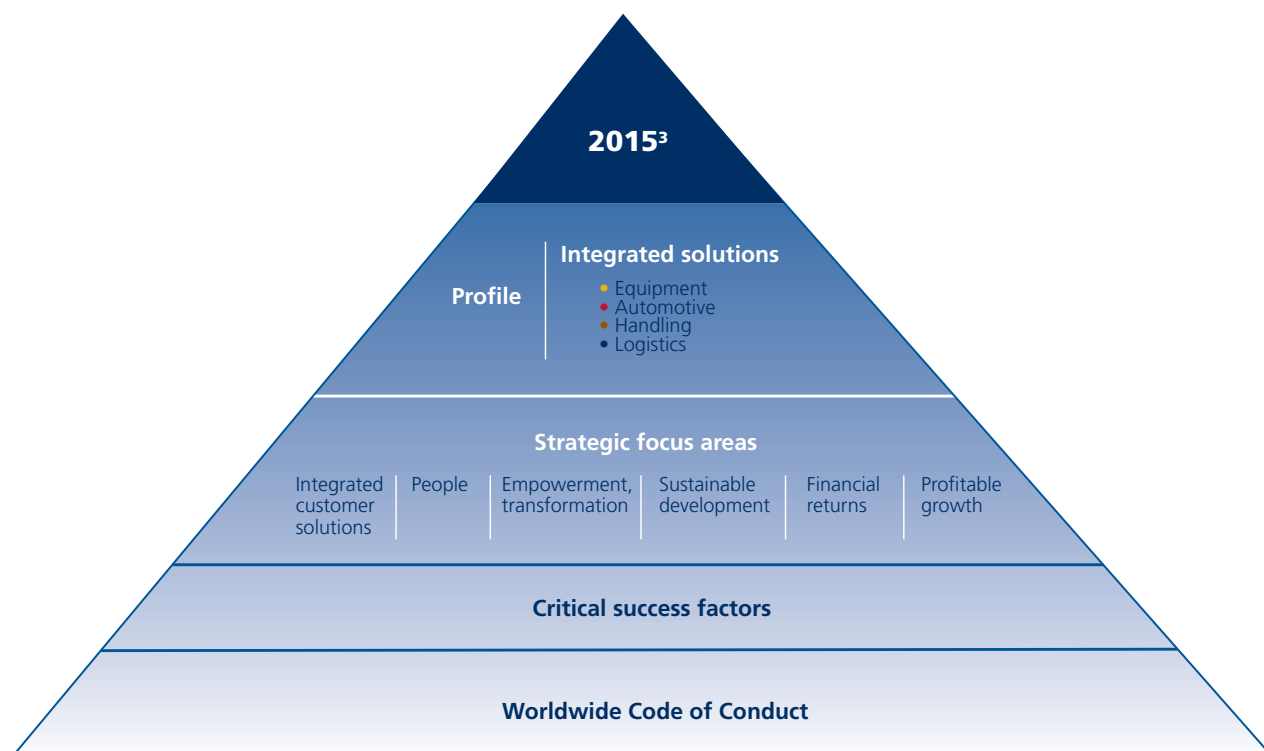 2015³
Profile
Integrated solutions
• Equipment
• Automotive
• Handling
• Logistics
Strategic focus areas
Integrated
customer
solutions
People
Empowerment,
transformation
Sustainable
development
Financial
returns
Profitable
growth
Critical success factors
Worldwide Code of Conduct